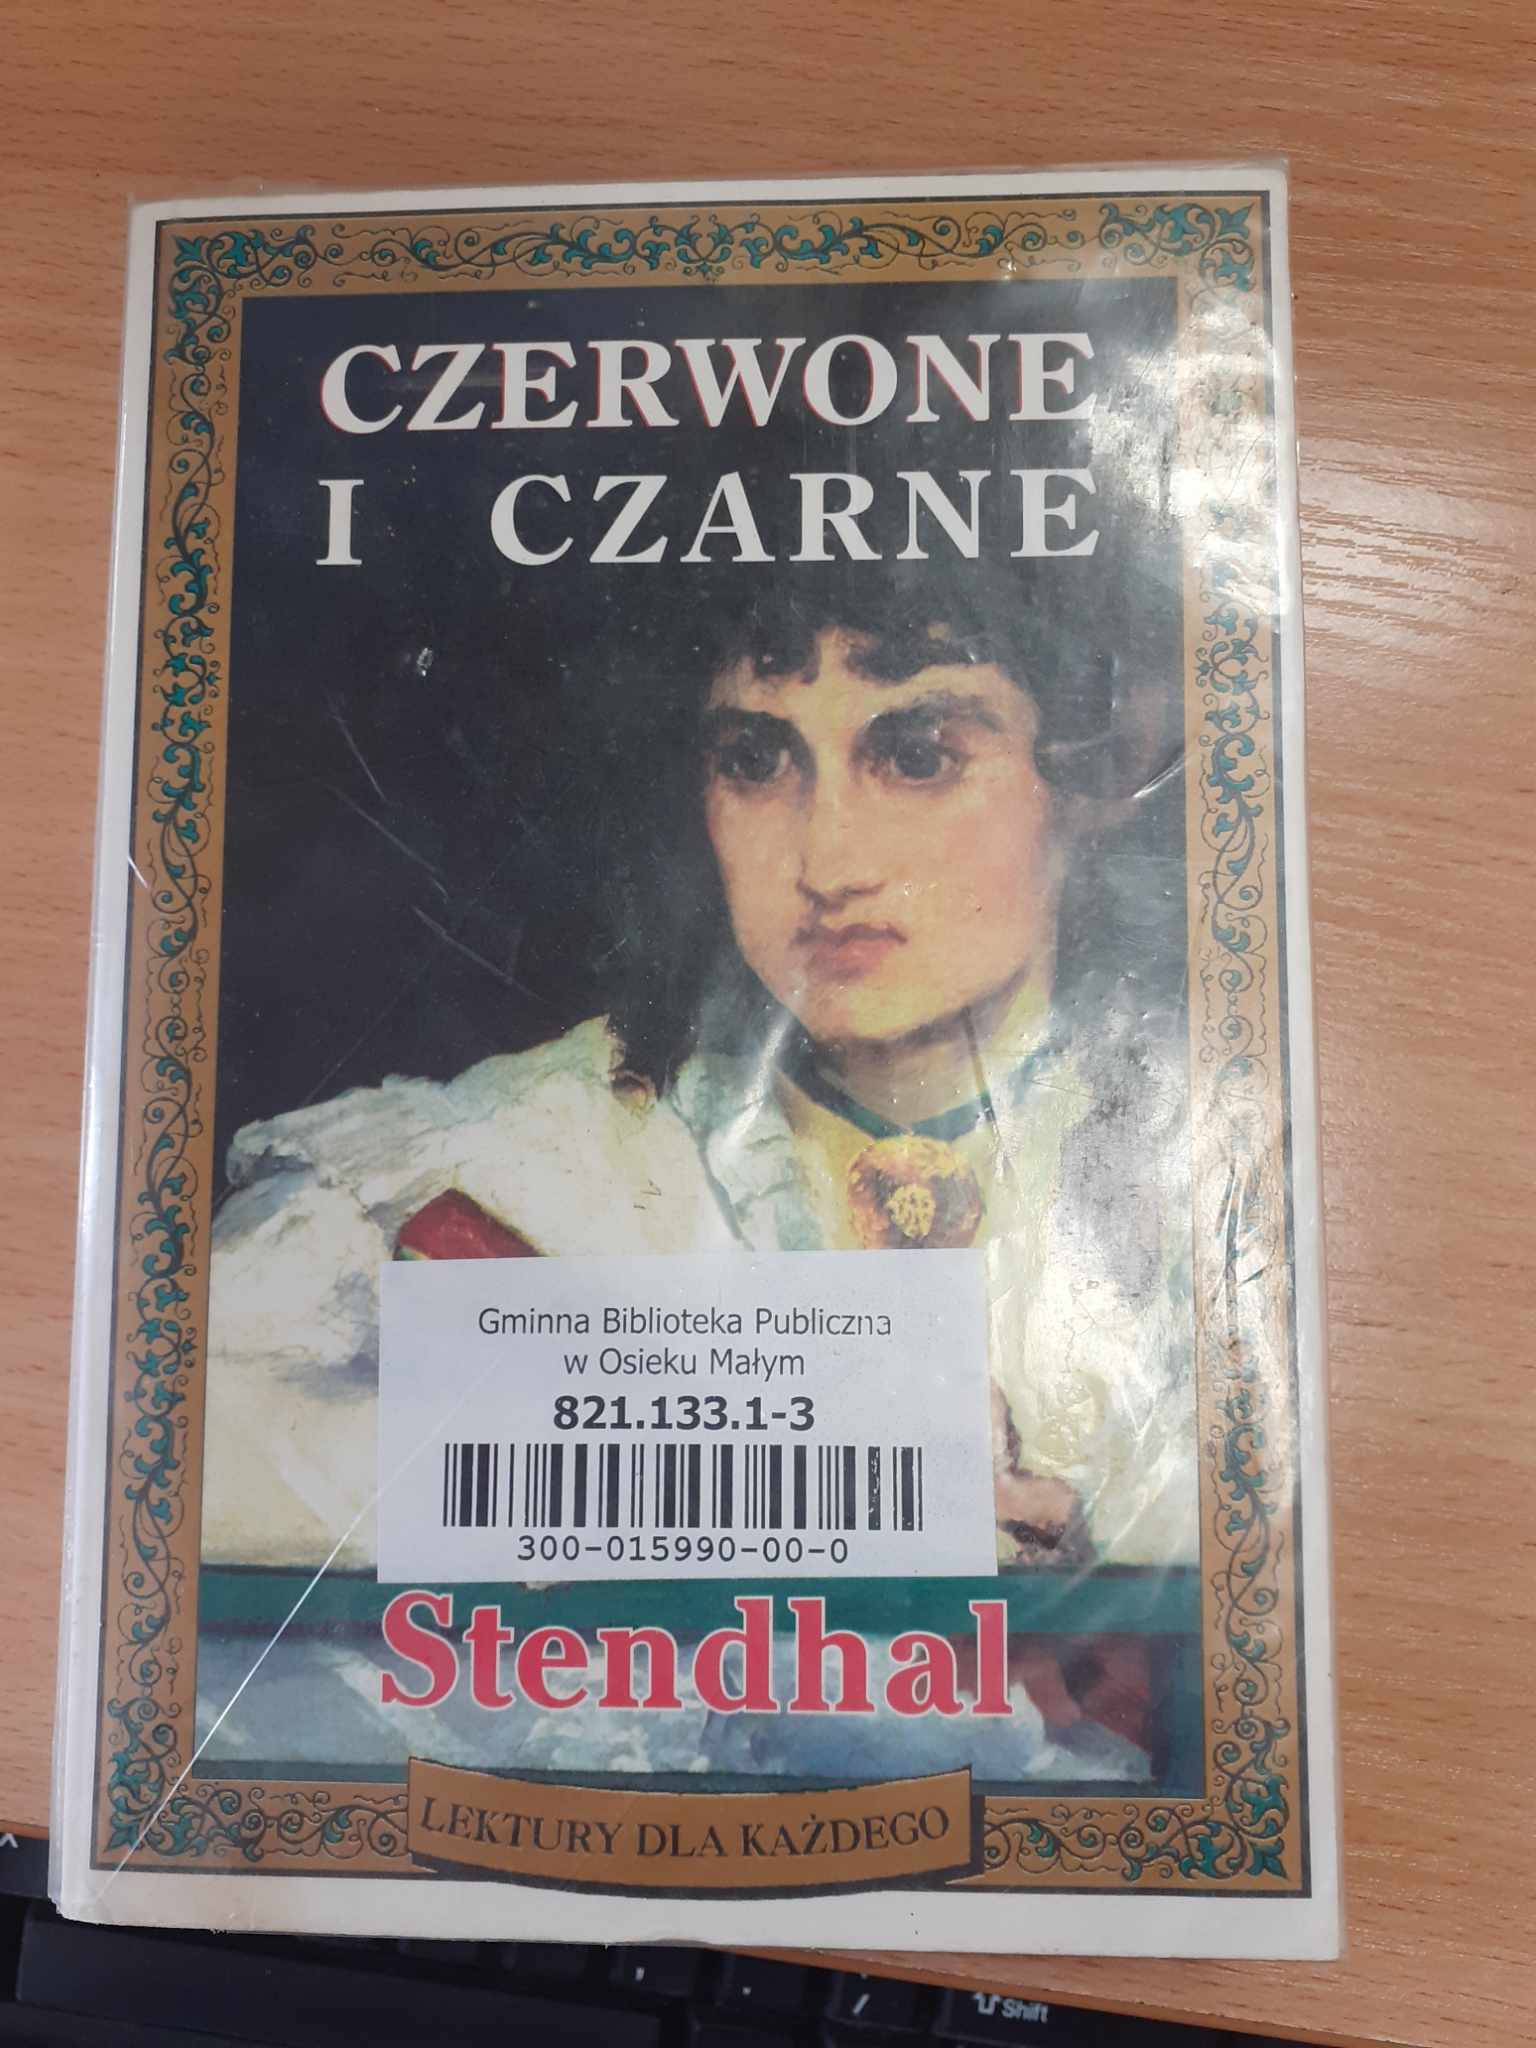 CZERWONE
I CZARNE
Gminna Biblioteka Publiczna
w Osieku Małym
821.133.1-3
300-015990-00-0
Stendhal
LEKTURY DLA KAŻDEGO
Shift